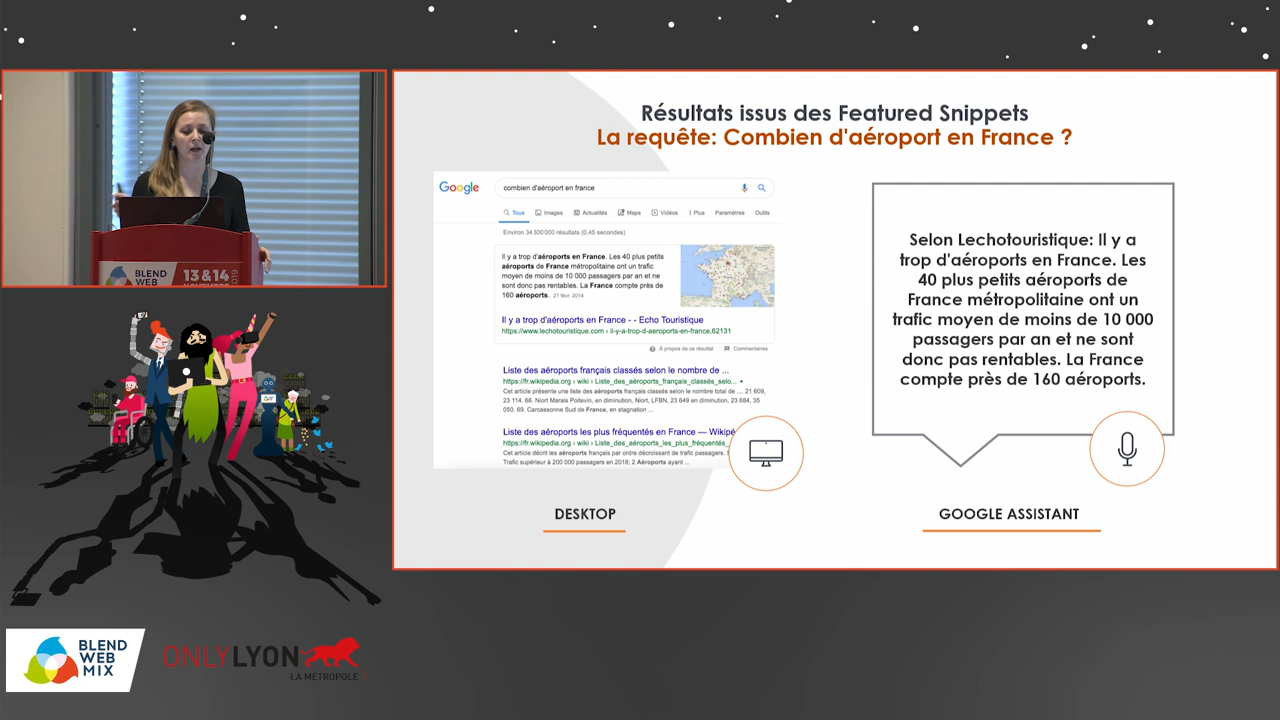 Résultats issus des Featured Snippets
La requête: Combien d'aéroport en France ?
Google
combien d'aéroport en france
Tous Images Actualités Maps Vidéos Plus Paramètres Outils
Environ 34 300 000 résultats (0,45 secondes)
Il y a trop d'aéroports en France. Les 40 plus petits
aéroports de France métropolitaine ont un trafic
moyen de moins de 10 000 passagers par an et ne
sont donc pas rentables. La France compte près de
160 aéroports. 21 févr. 2014
Il y a trop d'aéroports en France - - Echo Touristique
https://www.lechotouristique.com › il-y-a-trop-d-aeroports-en-france,62131
À propos de ce résultat Commentaires
Liste des aéroports français classés selon le nombre de ...
https://fr.wikipedia.org › wiki › Liste_des_aéroports_français_classés_selo...
Cet article présente une liste des aéroports français classés selon le nombre total de ... 21 609,
23 114. 68. Niort Marais Poitevin, en diminution, Niort, LFBN, 23 649 en diminution, 23 684, 35
050. 69. Carcassonne Sud de France, en stagnation ...
Liste des aéroports les plus fréquentés en France — Wikipé
https://fr.wikipedia.org › wiki › Liste_des_aéroports_les_plus_fréquentés_
Cet article décrit les aéroports par ordre décroissant de trafic passagers.
Trafic supérieur à 200 000 passagers en 2018; 2 Aéroports ayant ...
DESKTOP
Selon Lechotouristique: Il y a
trop d'aéroports en France. Les
40 plus petits aéroports de
France métropolitaine ont un
trafic moyen de moins de 10 000
passagers par an et ne sont
donc pas rentables. La France
compte près de 160 aéroports.
GOOGLE ASSISTANT
BLEND
WEB
13 & 14
BLEND
WEB
MIX
ONLYLYON
LA MÉTROPOLE